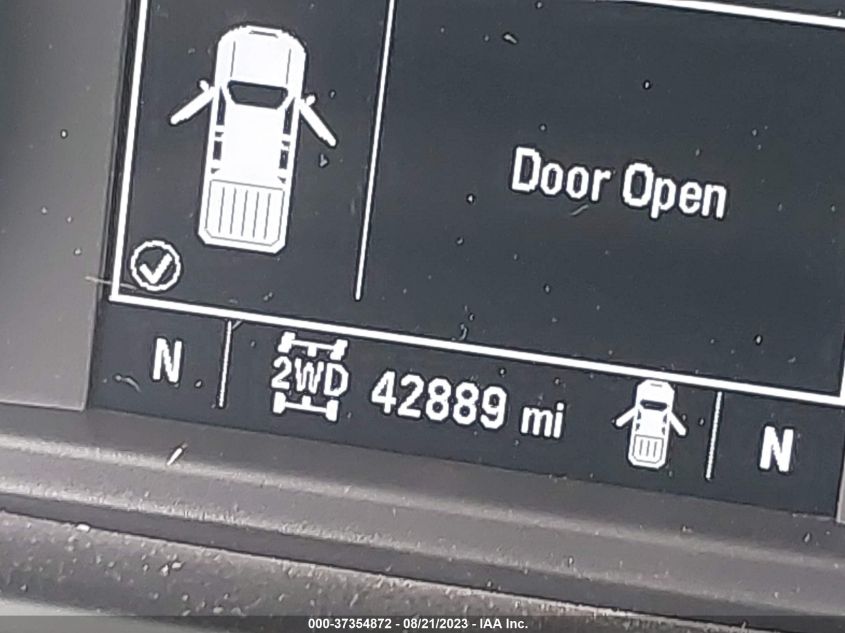 Door Open
N
2WD
42889 mi
N
000-37354872 - 08/21/2023 - IAA Inc.